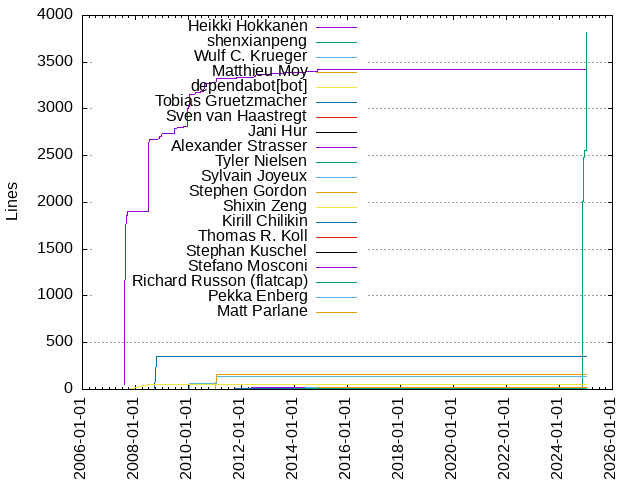 4000
3500
3000
2500
2000
1500
1000
500
0
Lines
Heikki Hokkanen
shenxianpeng
Wulf C. Krueger
Matthieu Moy
dependabot[bot]
Tobias Gruetzmacher
Sven van Haastregt
Jani Hur
Alexander Strasser
Tyler Nielsen
Sylvain Joyeux
Stephen Gordon
Shixin Zeng
Kirill Chilikin
Thomas R. Koll
Stephan Kuschel
Stefano Mosconi
Richard Russon (flatcap)
Pekka Enberg
Matt Parlane
2006-01-01
2008-01-01
2010-01-01
2012-01-01
2014-01-01
2016-01-01
2018-01-01
2020-01-01
2022-01-01
2024-01-01
2026-01-01